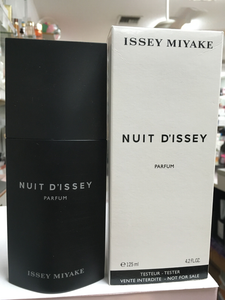 NUIT D'ISSEY
PARFUM
ISSEY MIYAKE
ISSEY MIYAKE
NUIT D'ISSEY
PARFUM
℮ 125 ml 4.2 FL.OZ.
TESTEUR - TESTER
VENTE INTERDITE - NOT FOR SALE